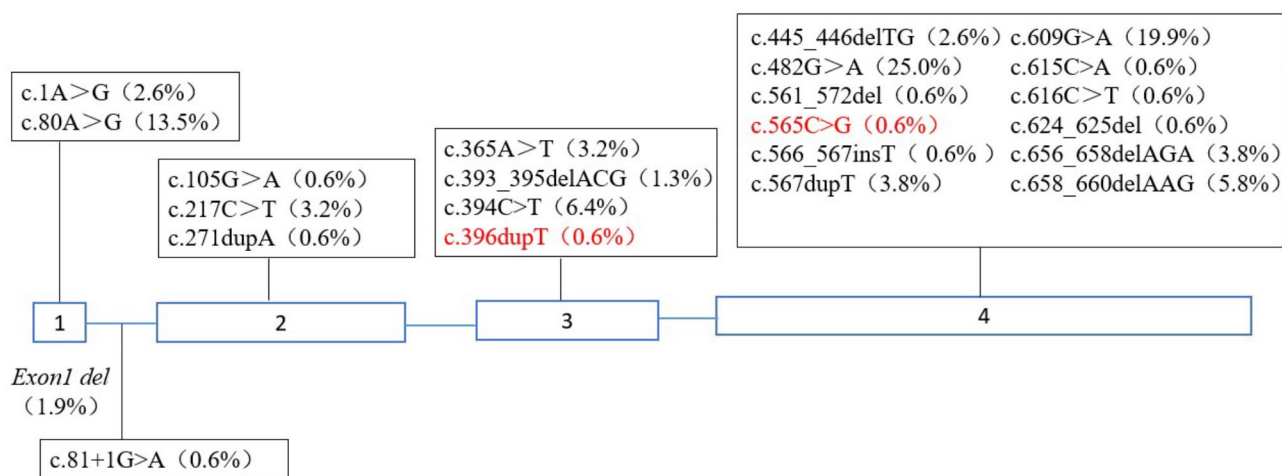 c.1A＞G（2.6%）
c.80A＞G（13.5%）
c.105G＞A（0.6%）
c.217C＞T（3.2%）
c.271dupA（0.6%）
c.365A＞T（3.2%）
c.393_395delACG（1.3%）
c.394C>T（6.4%）
c.396dupT（0.6%）
c.445_446delTG（2.6%）
c.482G＞A（25.0%）
c.561_572del（0.6%）
c.565C>G（0.6%）
c.566_567insT（ 0.6%）
c.567dupT（3.8%）
c.609G>A（19.9%）
c.615C>A（0.6%）
c.616C＞T（0.6%）
c.624_625del（0.6%）
c.656_658delAGA（3.8%）
c.658_660delAAG（5.8%）
1
2
3
4
Exon1 del
（1.9%）
c.81+1G>A（0.6%）